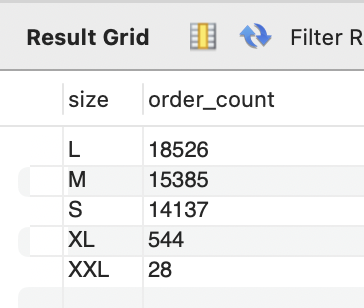 Result Grid Filter R
size order_count
L 18526
M 15385
S 14137
XL 544
XXL 28